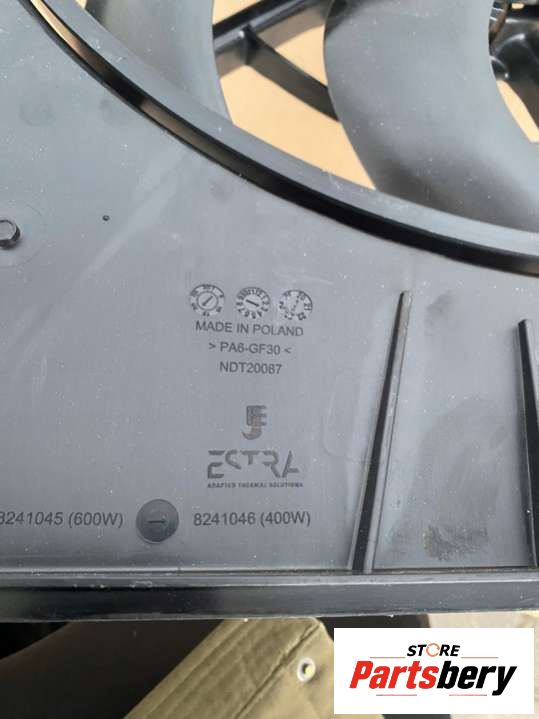 MADE IN POLAND
> PA6-GF30 <
NDT20087
ESTRA
ADAPTED THERMAL SOLUTIONS
8241045 (600W)
8241046 (400W)
STORE
Partsbery